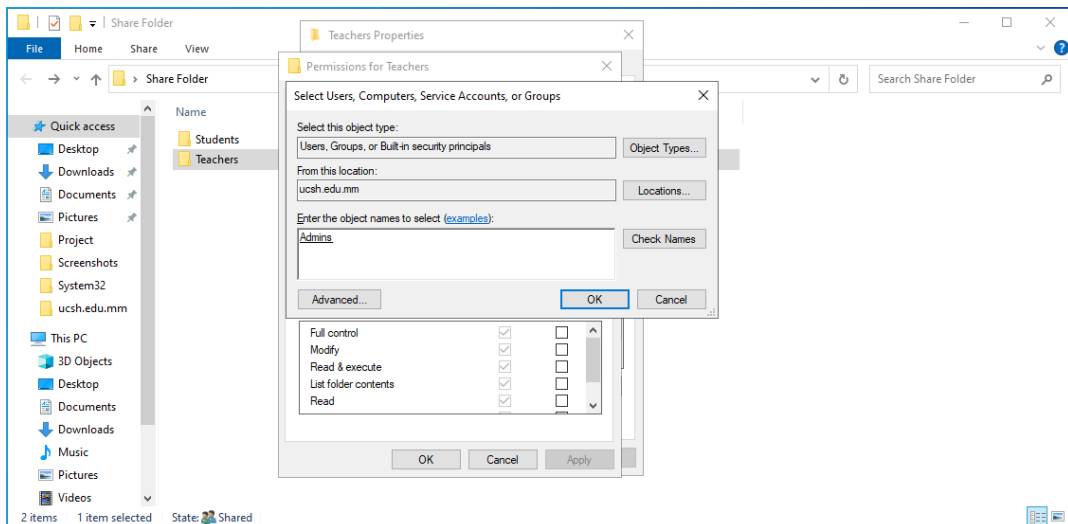 Share Folder
File Home Share View
Share Folder
Search Share Folder
Quick access
Desktop
Downloads
Documents
Pictures
Project
Screenshots
System32
ucsh.edu.mm
This PC
3D Objects
Desktop
Documents
Downloads
Music
Pictures
Videos
Name
Students
Teachers
Teachers Properties
Permissions for Teachers
Select Users, Computers, Service Accounts, or Groups
Select this object type:
Users, Groups, or Built-in security principals Object Types...
From this location:
ucsh.edu.mm Locations...
Enter the object names to select (examples):
Admins Check Names
Advanced... OK Cancel
Full control
Modify
Read & execute
List folder contents
Read
OK Cancel Apply
2 items 1 item selected State: Shared